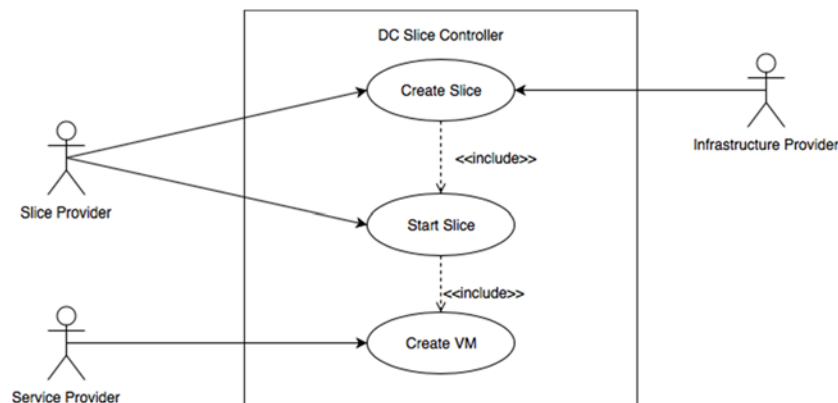 DC Slice Controller
Create Slice
Infrastructure Provider
<<include>>
Slice Provider
Start Slice
<<include>>
Create VM
Service Provider